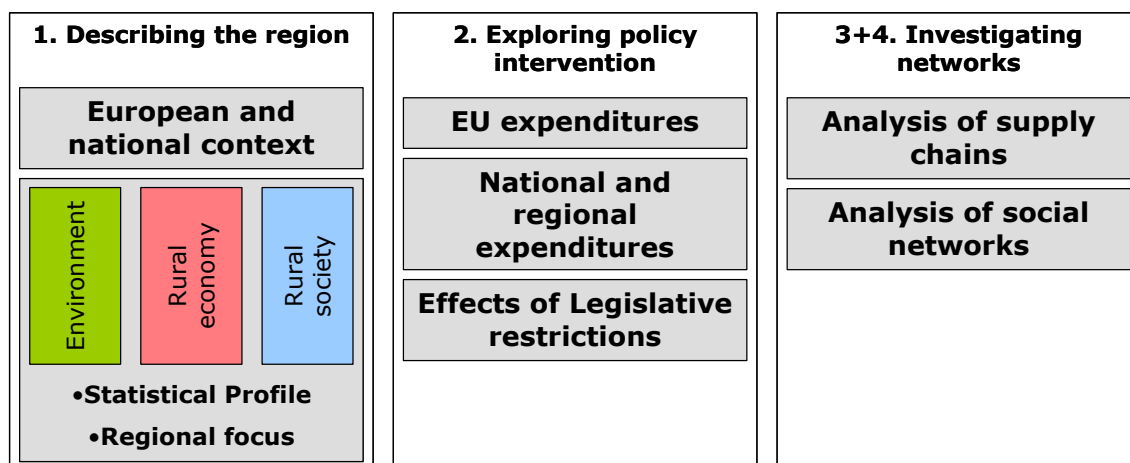 1. Describing the region
European and
national context
Environment
Rural
economy
Rural
society
•Statistical Profile
•Regional focus
2. Exploring policy
intervention
EU expenditures
National and
regional
expenditures
Effects of Legislative
restrictions
3+4. Investigating
networks
Analysis of supply
chains
Analysis of social
networks